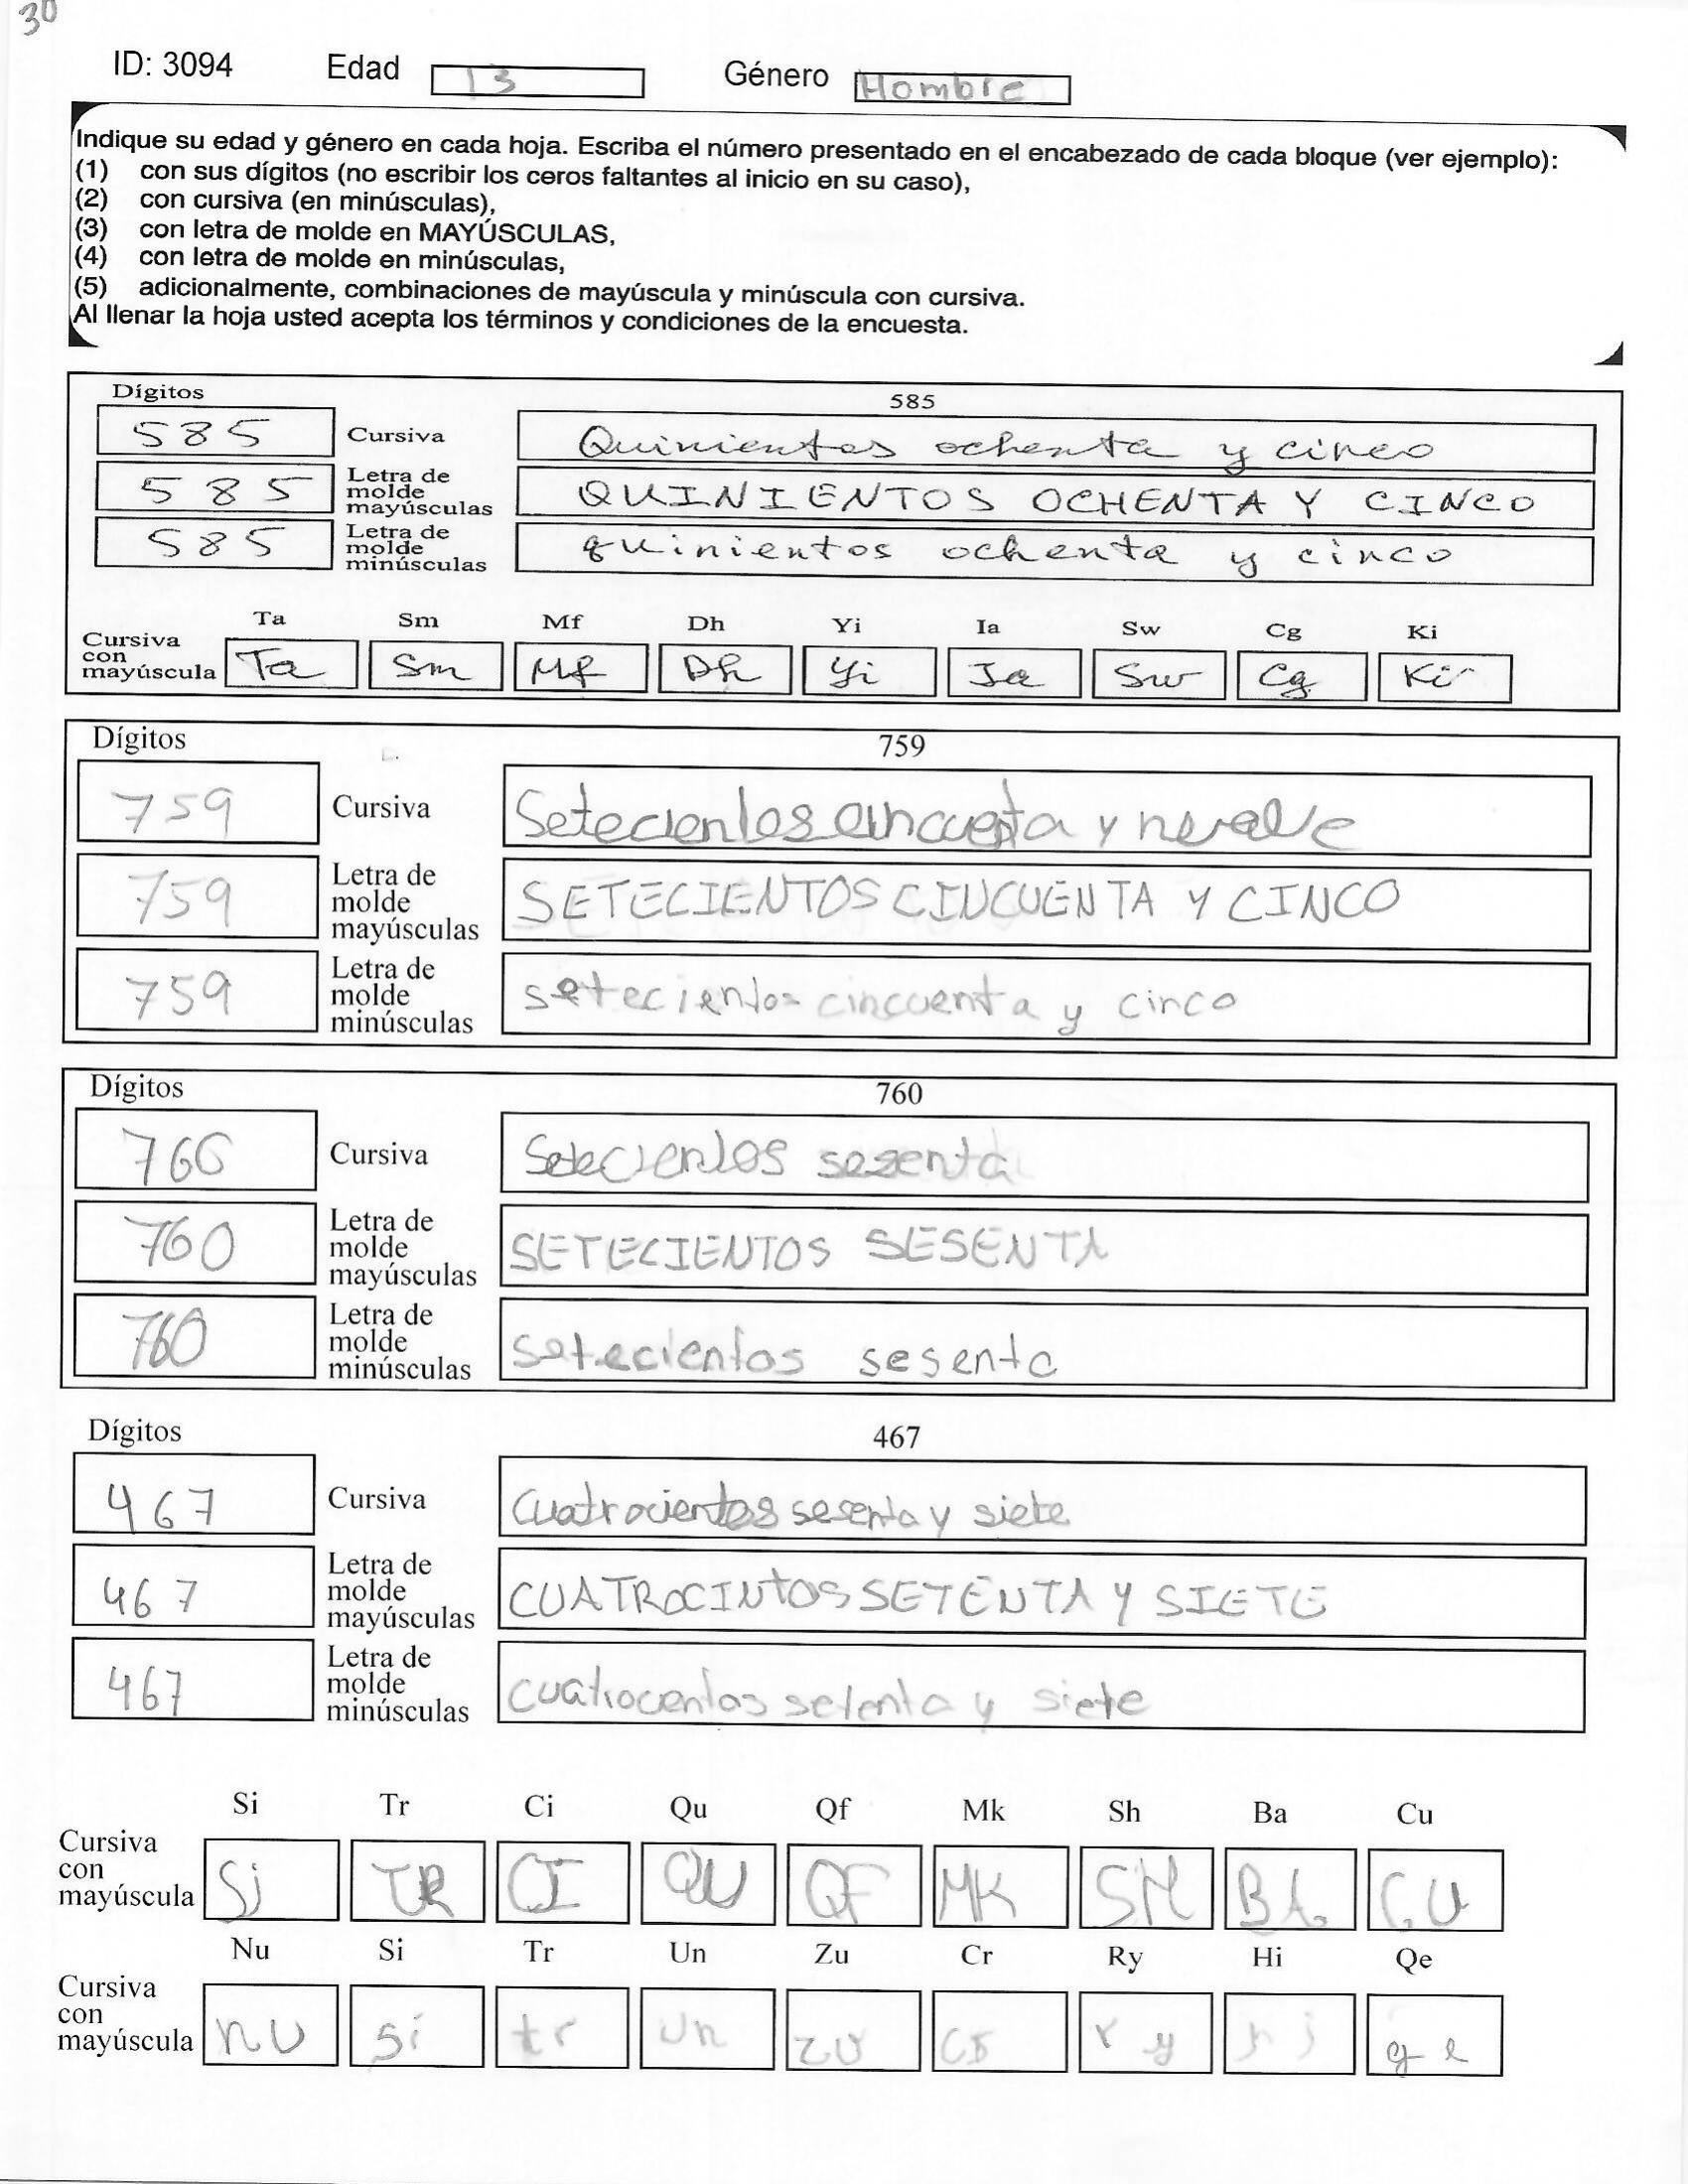 30
ID: 3094 Edad 13 Género Hombre
Indique su edad y género en cada hoja. Escriba el número presentado en el encabezado de cada bloque (ver ejemplo):
(1) con sus dígitos (no escribir los ceros faltantes al inicio en su caso),
(2) con cursiva (en minúsculas),
(3) con letra de molde en MAYÚSCULAS,
(4) con letra de molde en minúsculas,
(5) adicionalmente, combinaciones de mayúscula y minúscula con cursiva.
Al llenar la hoja usted acepta los términos y condiciones de la encuesta.
Dígitos 585
585 Cursiva Quinientos ochenta y cinco
585 Letra de molde mayúsculas QUINIENTOS OCHENTA Y CINCO
585 Letra de molde minúsculas quinientos ochenta y cinco
Ta Sm Mf Dh Yi Ia Sw Cg Ki
Cursiva con mayúscula Ta Sm Mf Dh Yi Ia Sw Cg Ki
Dígitos 759
759 Cursiva Setecientos cincuenta y
759 Letra de molde mayúsculas SETECIENTOS CINCUENTA Y CINCO
759 Letra de molde minúsculas setecientos cincuenta y cinco
Dígitos 760
760 Cursiva Setecientos sesenta
760 Letra de molde mayúsculas SETECIENTOS SESENTA
760 Letra de molde minúsculas setecientos sesenta
Dígitos 467
467 Cursiva Cuatrocientos sesenta y siete
467 Letra de molde mayúsculas CUATROCINTOS SETENTA Y SIETE
467 Letra de molde minúsculas cuatrocentos setenta y siete
Si Tr Ci Qu Qf Mk Sh Ba Cu
Cursiva con mayúscula Si TR CI QU QF MK SH BA CU
Nu Si Tr Un Zu Cr Ry Hi Qe
Cursiva con mayúscula nu si tr un zu cr r y hi qe